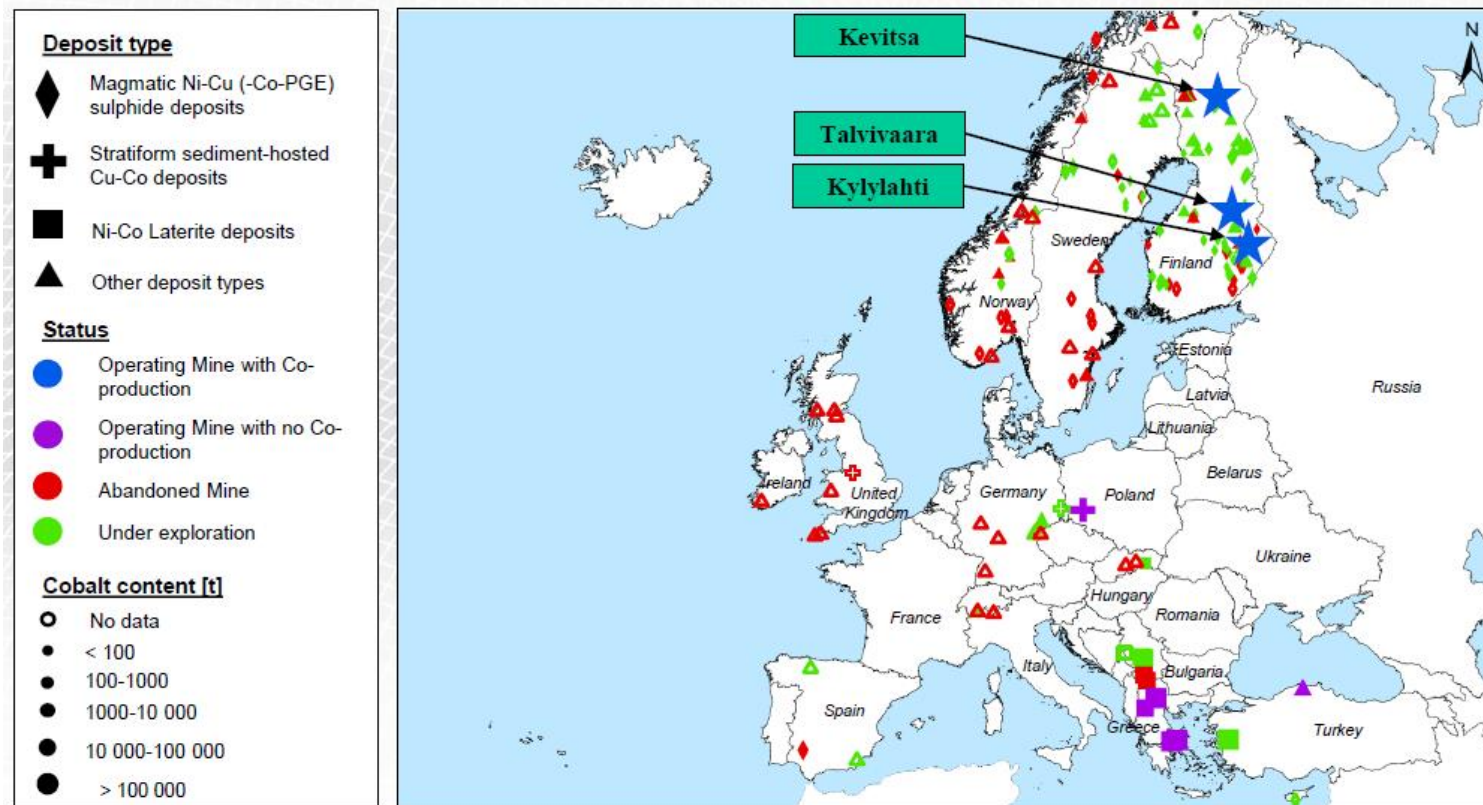 Deposit type
Magmatic Ni-Cu (-Co-PGE)
sulphide deposits
Stratiform sediment-hosted
Cu-Co deposits
Ni-Co Laterite deposits
Other deposit types
Status
Operating Mine with Co-
production
Operating Mine with no Co-
production
Abandoned Mine
Under exploration
Cobalt content [t]
No data
< 100
100-1000
1000-10 000
10 000-100 000
> 100 000
Kevitsa
Talvivaara
Kylylahti
N
Sweden
Finland
Norway
Estonia
Latvia
Lithuania
Russia
Belarus
Ireland
United
Kingdom
Germany
Poland
Ukraine
France
Hungary
Romania
Italy
Bulgaria
Spain
Greece
Turkey